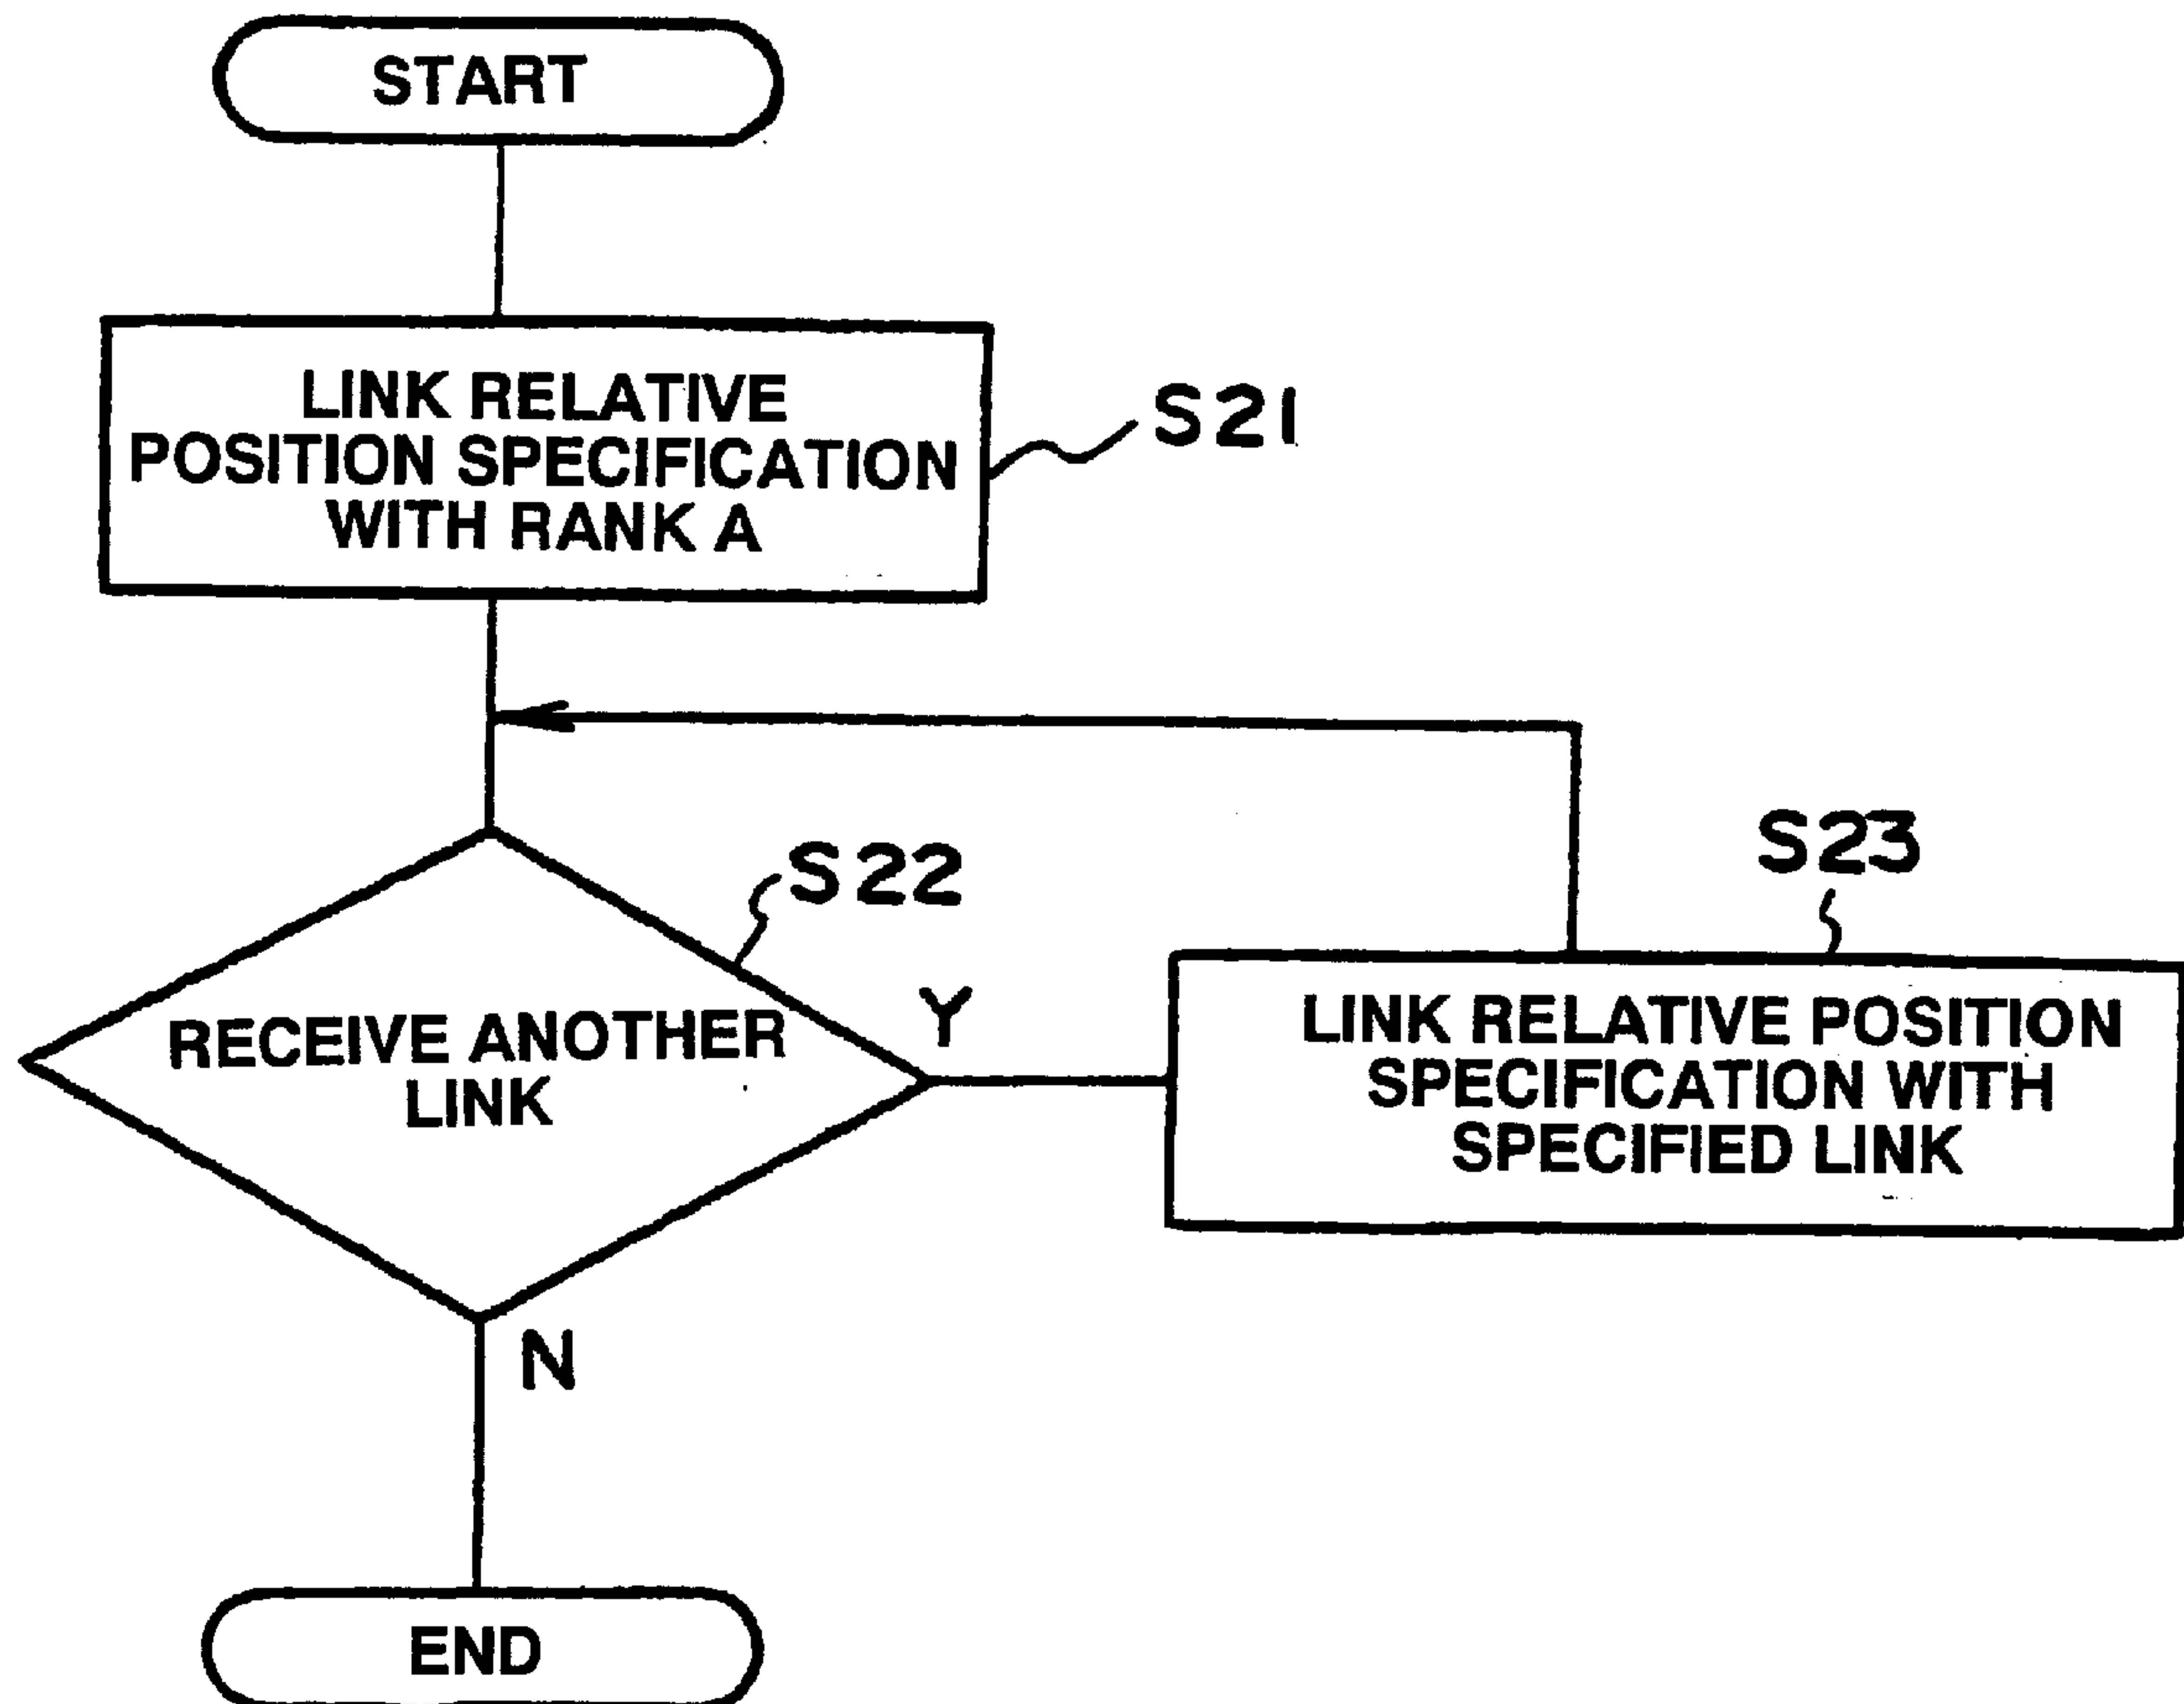 START
LINK RELATIVE
POSITION SPECIFICATION
WITH RANK A
S21
S22
S23
RECEIVE ANOTHER
LINK
Y
LINK RELATIVE POSITION
SPECIFICATION WITH
SPECIFIED LINK
N
END